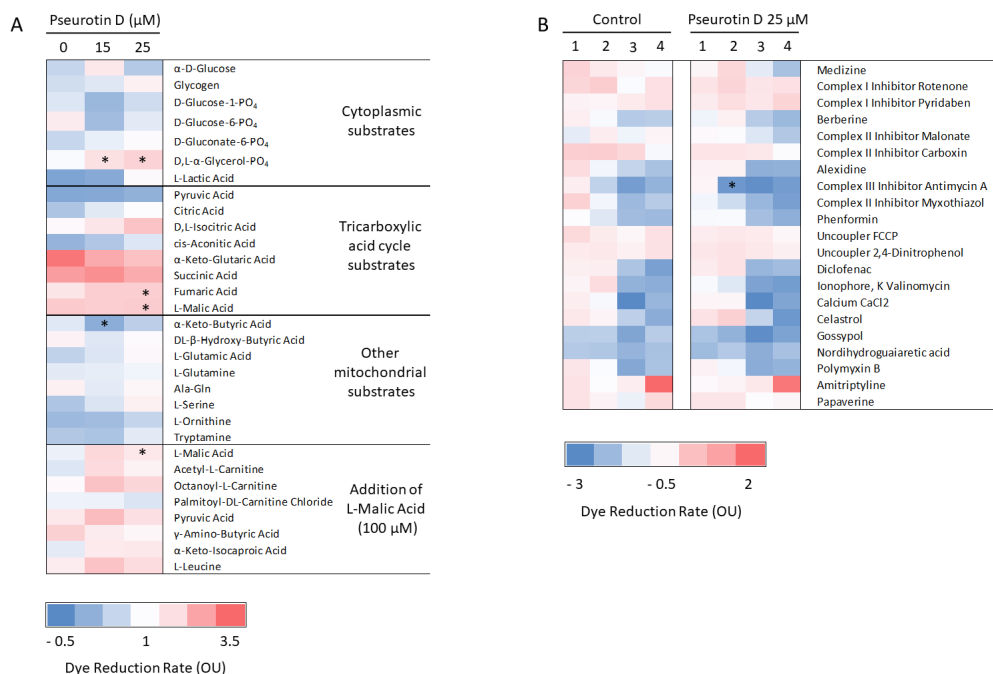 A
Pseurotin D (µM)
0 15 25
α-D-Glucose
Glycogen
D-Glucose-1-PO4
D-Glucose-6-PO4
D-Gluconate-6-PO4
D,L-α-Glycerol-PO4
* *
L-Lactic Acid
Cytoplasmic
substrates
Pyruvic Acid
Citric Acid
D,L-Isocitric Acid
cis-Aconitic Acid
α-Keto-Glutaric Acid
Succinic Acid
Fumaric Acid
*
L-Malic Acid
*
Tricarboxylic
acid cycle
substrates
α-Keto-Butyric Acid
*
DL-β-Hydroxy-Butyric Acid
L-Glutamic Acid
L-Glutamine
Ala-Gln
L-Serine
L-Ornithine
Tryptamine
Other
mitochondrial
substrates
L-Malic Acid
*
Acetyl-L-Carnitine
Octanoyl-L-Carnitine
Palmitoyl-DL-Carnitine Chloride
Pyruvic Acid
γ-Amino-Butyric Acid
α-Keto-Isocaproic Acid
L-Leucine
Addition of
L-Malic Acid
(100 µM)
- 0.5 1 3.5
Dye Reduction Rate (OU)
B
Control Pseurotin D 25 µM
1 2 3 4 1 2 3 4
Meclizine
Complex I Inhibitor Rotenone
Complex I Inhibitor Pyridaben
Berberine
Complex II Inhibitor Malonate
Complex II Inhibitor Carboxin
Alexidine
* Complex III Inhibitor Antimycin A
Complex II Inhibitor Myxothiazol
Phenformin
Uncoupler FCCP
Uncoupler 2,4-Dinitrophenol
Diclofenac
Ionophore, K Valinomycin
Calcium CaCl2
Celastrol
Gossypol
Nordihydroguaiaretic acid
Polymyxin B
Amitriptyline
Papaverine
- 3 - 0.5 2
Dye Reduction Rate (OU)